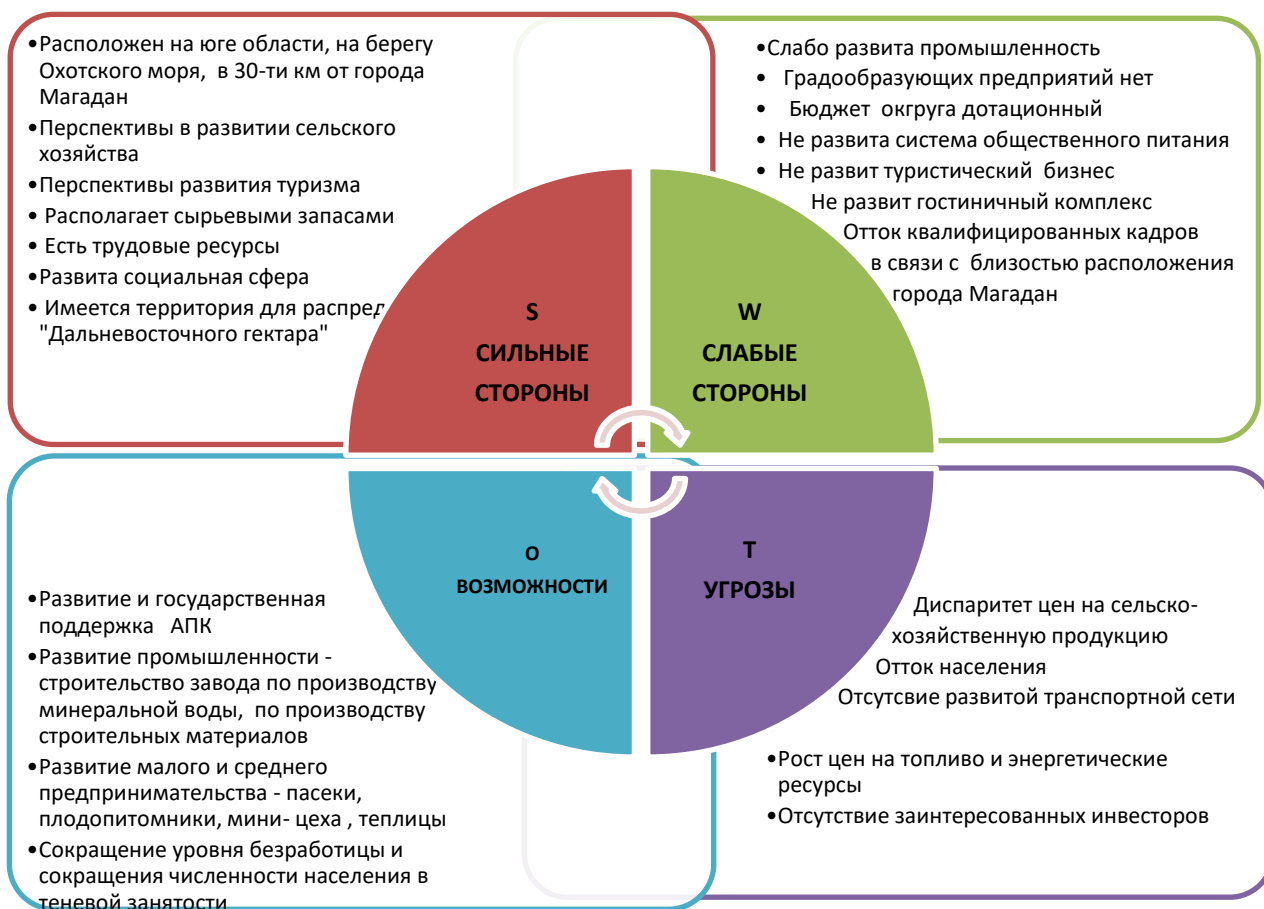 •Расположен на юге области, на берегу
Охотского моря, в 30-ти км от города
Магадан
•Перспективы в развитии сельского
хозяйства
•Перспективы развития туризма
• Располагает сырьевыми запасами
• Есть трудовые ресурсы
•Развита социальная сфера
• Имеется территория для распред
"Дальневосточного гектара"
•Слабо развита промышленность
• Градообразующих предприятий нет
• Бюджет окгруга дотационный
• Не развита система общественного питания
• Не развит туристический бизнес
Не развит гостиничный комплекс
Отток квалифицированных кадров
в связи с близостью расположения
города Магадан
S
СИЛЬНЫЕ
СТОРОНЫ
W
СЛАБЫЕ
СТОРОНЫ
O
ВОЗМОЖНОСТИ
T
УГРОЗЫ
•Развитие и государственная
поддержка АПК
•Развитие промышленности -
строительство завода по производству
минеральной воды, по производству
строительных материалов
•Развитие малого и среднего
предпринимательства - пасеки,
плодопитомники, мини- цеха , теплицы
•Сокращение уровня безработицы и
сокращения численности населения в
теневой занятости
Диспаритет цен на сельско-
хозяйственную продукцию
Отток населения
Отсутсвие развитой транспортной сети
•Рост цен на топливо и энергетические
ресурсы
•Отсутствие заинтересованных инвесторов